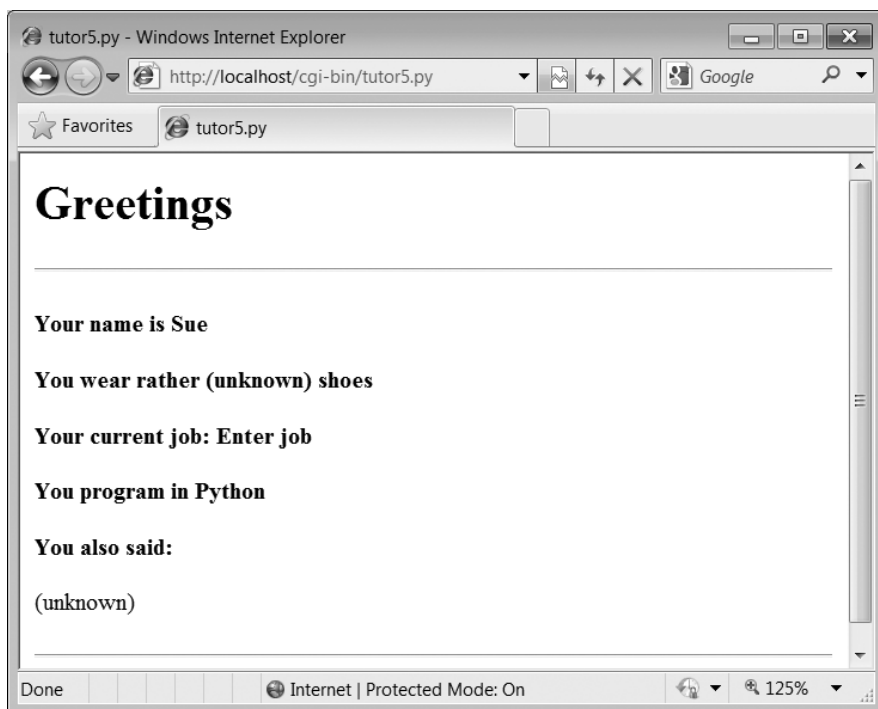 tutor5.py - Windows Internet Explorer
http://localhost/cgi-bin/tutor5.py
Google
Favorites
tutor5.py
Greetings
Your name is Sue
You wear rather (unknown) shoes
Your current job: Enter job
You program in Python
You also said:
(unknown)
Done
Internet | Protected Mode: On
125%